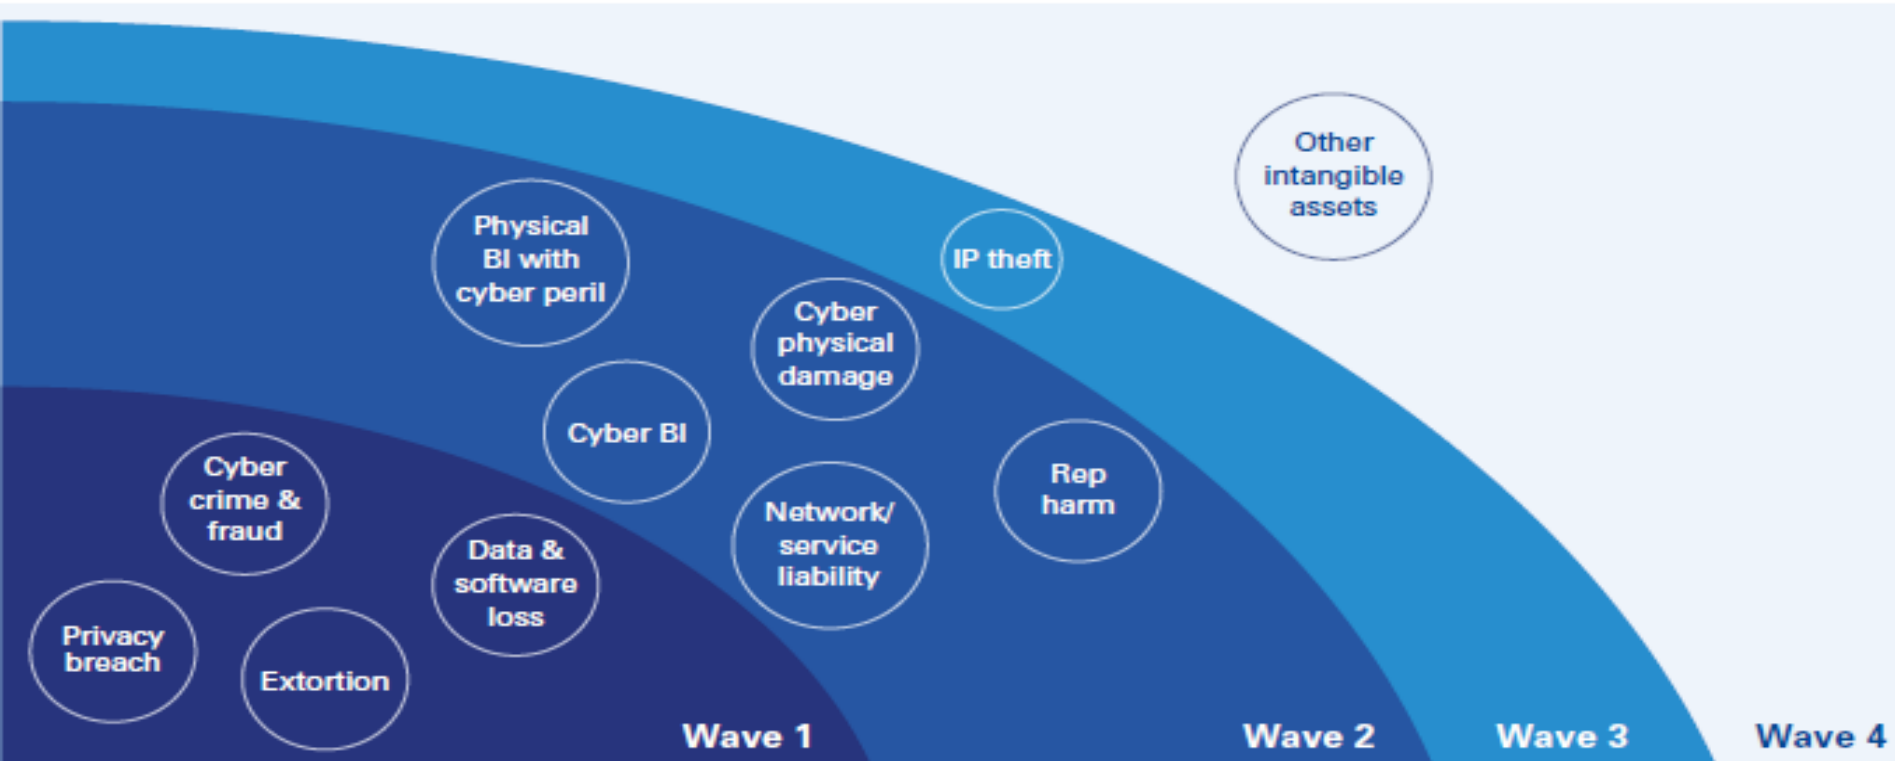 Other
intangible
assets
Physical
BI with
cyber peril
IP theft
Cyber
physical
damage
Cyber BI
Rep
harm
Cyber
crime &
fraud
Network/
service
liability
Data &
software
loss
Privacy
breach
Extortion
Wave 1
Wave 2
Wave 3
Wave 4